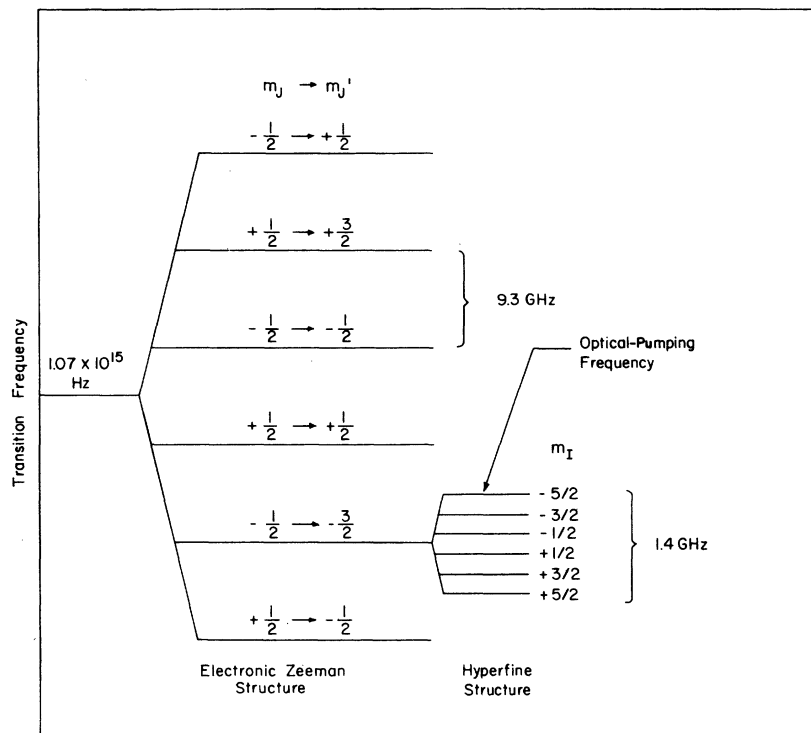 m_J → m_J'
- 1/2 → + 1/2
+ 1/2 → + 3/2
9.3 GHz
- 1/2 → - 1/2
Optical-Pumping
Frequency
1.07 x 10^15
Hz
+ 1/2 → + 1/2
Transition Frequency
m_I
- 5/2
- 3/2
- 1/2 → - 3/2
- 1/2
1.4 GHz
+ 1/2
+ 3/2
+ 5/2
+ 1/2 → - 1/2
Electronic Zeeman
Structure
Hyperfine
Structure